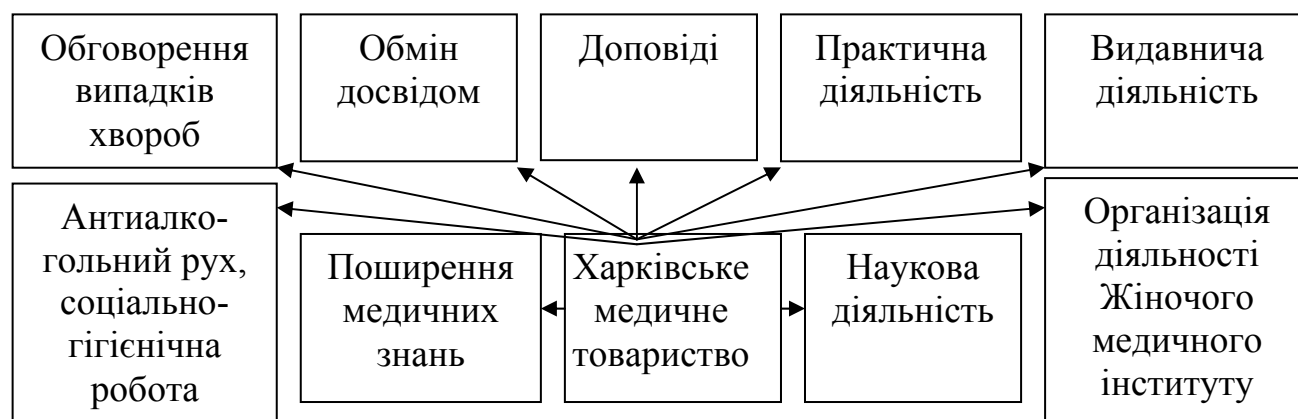 Обговорення
випадків
хвороб
Обмін
досвідом
Доповіді
Практична
діяльність
Видавнича
діяльність
Антиалко-
гольний рух,
соціально-
гігієнічна
робота
Поширення
медичних
знань
Харківське
медичне
товариство
Наукова
діяльність
Організація
діяльності
Жіночого
медичного
інституту